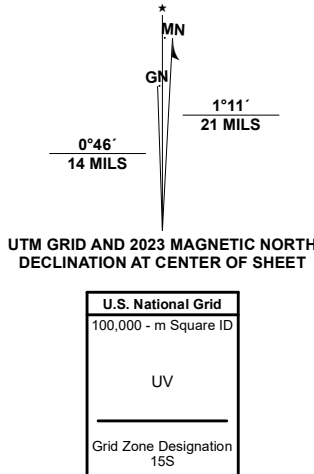 ★
MN
GN
1°11´
21 MILS
0°46´
14 MILS
UTM GRID AND 2023 MAGNETIC NORTH
DECLINATION AT CENTER OF SHEET
U.S. National Grid
100,000 - m Square ID
UV
Grid Zone Designation
15S